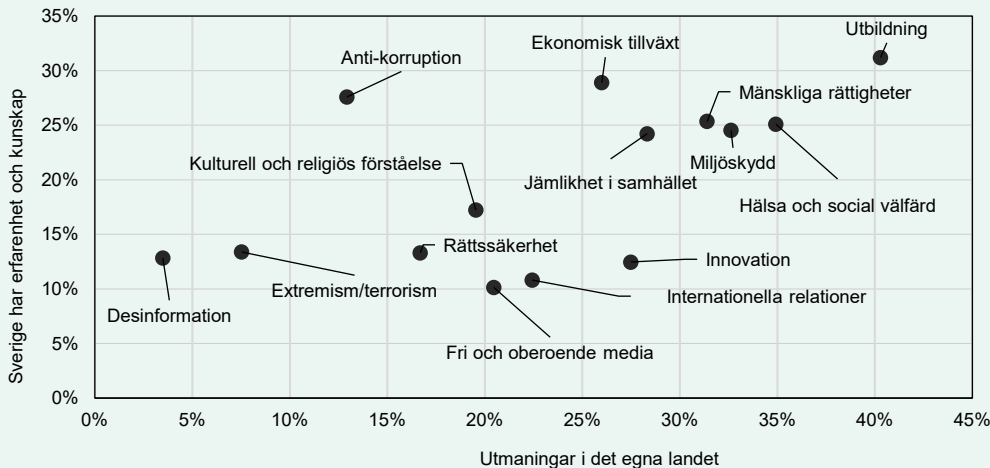 35%
30%
25%
20%
15%
10%
5%
0%
Sverige har erfarenhet och kunskap
Utbildning
Ekonomisk tillväxt
Anti-korruption
Mänskliga rättigheter
Miljöskydd
Kulturell och religiös förståelse
Jämlikhet i samhället
Hälsa och social välfärd
Rättssäkerhet
Innovation
Extremism/terrorism
Internationella relationer
Desinformation
Fri och oberoende media
0% 5% 10% 15% 20% 25% 30% 35% 40% 45%
Utmaningar i det egna landet